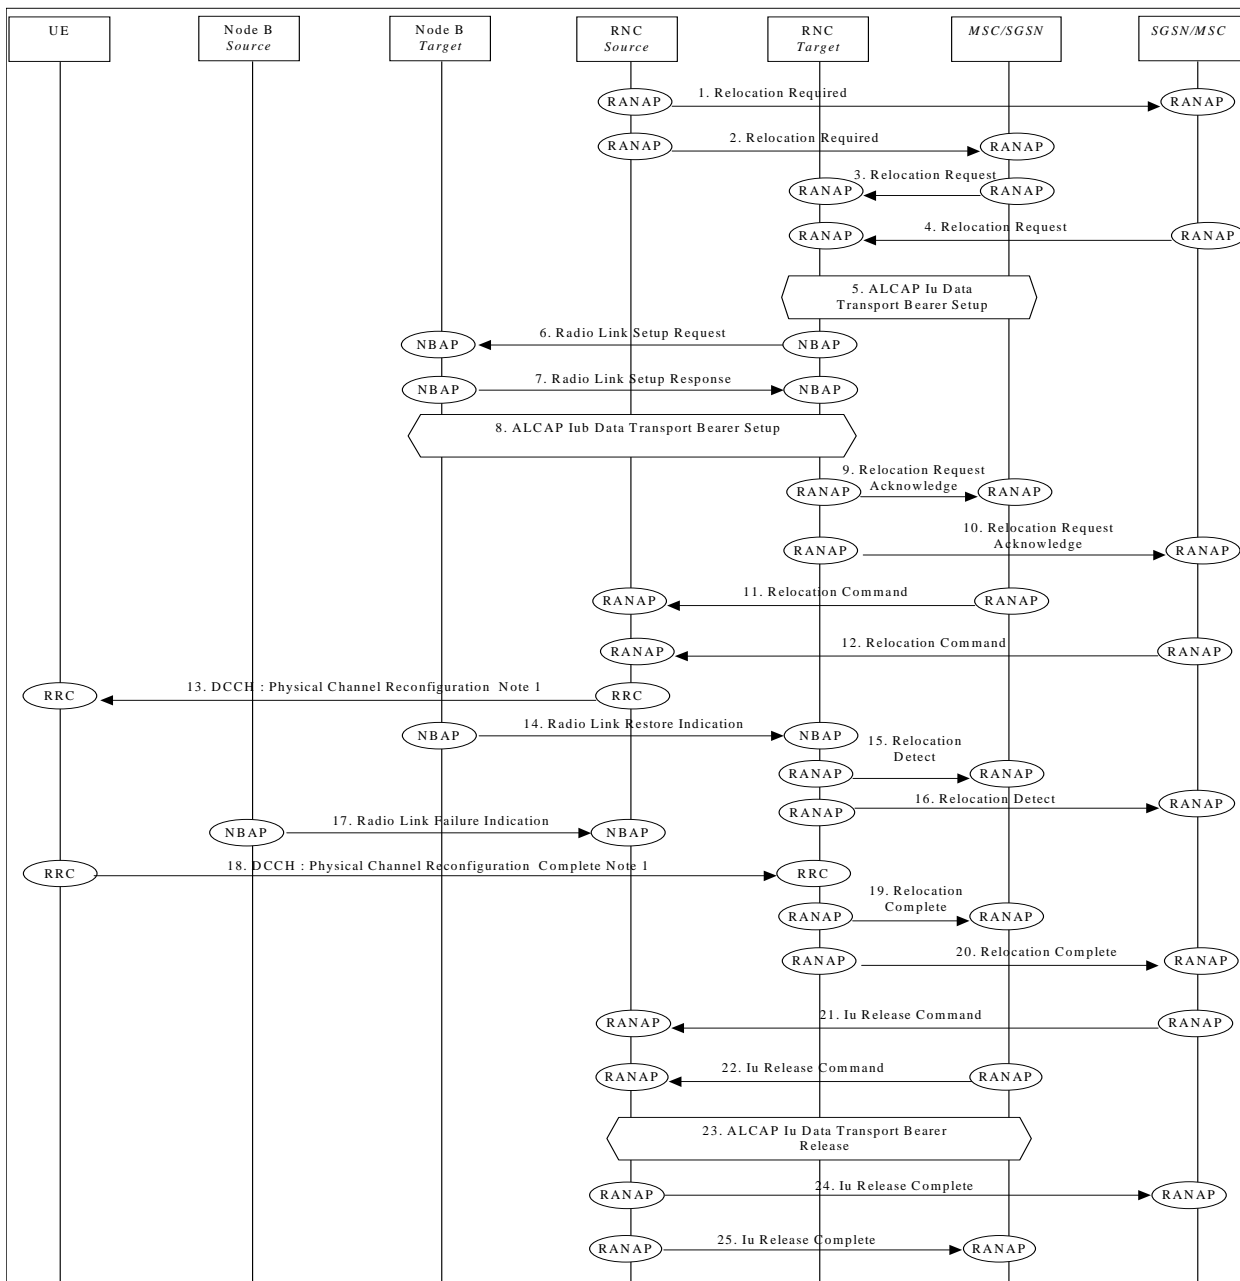 UE
Node B
Source
Node B
Target
RNC
Source
RNC
Target
MSC/SGSN
SGSN/MSC
1. Relocation Required
RANAP
RANAP
2. Relocation Required
RANAP
RANAP
3. Relocation Request
RANAP
RANAP
4. Relocation Request
RANAP
RANAP
5. ALCAP Iu Data
Transport Bearer Setup
6. Radio Link Setup Request
NBAP
NBAP
7. Radio Link Setup Response
NBAP
NBAP
8. ALCAP Iub Data Transport Bearer Setup
9. Relocation Request
Acknowledge
RANAP
RANAP
10. Relocation Request
Acknowledge
RANAP
RANAP
11. Relocation Command
RANAP
RANAP
12. Relocation Command
RANAP
RANAP
13. DCCH : Physical Channel Reconfiguration Note 1
RRC
RRC
14. Radio Link Restore Indication
NBAP
NBAP
15. Relocation
Detect
RANAP
RANAP
16. Relocation Detect
RANAP
RANAP
17. Radio Link Failure Indication
NBAP
NBAP
18. DCCH : Physical Channel Reconfiguration Complete Note 1
RRC
RRC
19. Relocation
Complete
RANAP
RANAP
20. Relocation Complete
RANAP
RANAP
21. Iu Release Command
RANAP
RANAP
22. Iu Release Command
RANAP
RANAP
23. ALCAP Iu Data Transport Bearer
Release
24. Iu Release Complete
RANAP
RANAP
25. Iu Release Complete
RANAP
RANAP